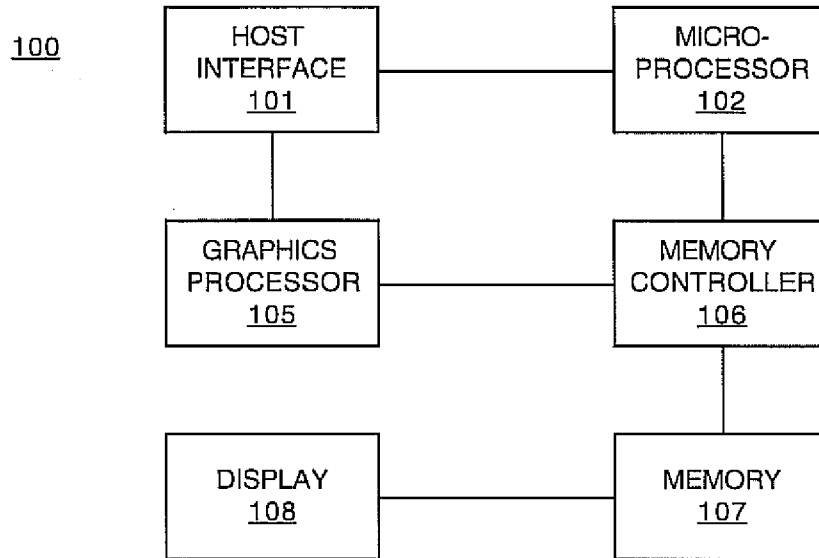 100
HOST
INTERFACE
101
MICRO-
PROCESSOR
102
GRAPHICS
PROCESSOR
105
MEMORY
CONTROLLER
106
DISPLAY
108
MEMORY
107